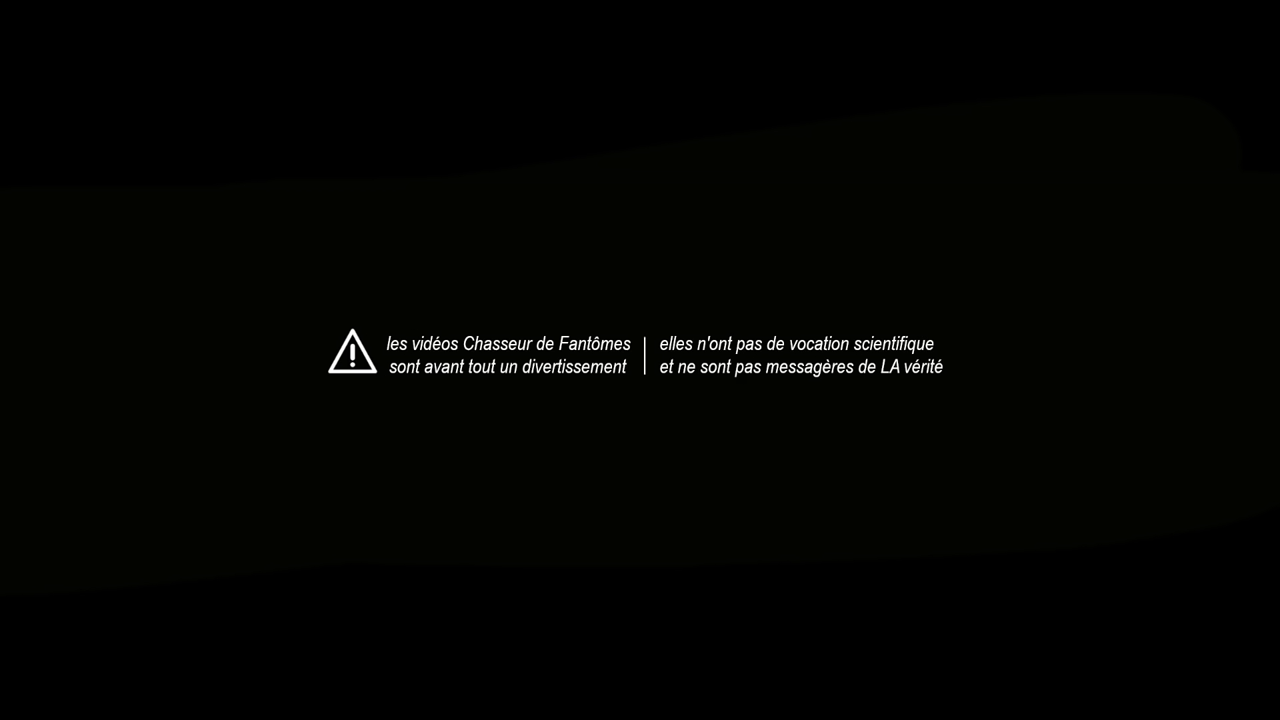 les vidéos Chasseur de Fantômes
sont avant tout un divertissement
elles n'ont pas de vocation scientifique
et ne sont pas messagères de LA vérité